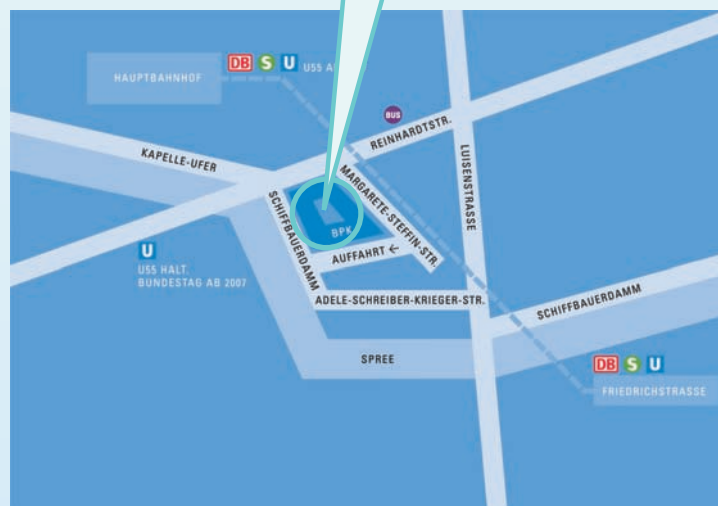 DB S U U55 A
HAUPTBAHNHOF
BUS
REINHARDTSTR.
KAPELLE-UFER
LUISENSTRASSE
MARGARETE-STEFFIN-STR.
SCHIFFBAUERDAMM
BPK
AUFFAHRT ←
U
U55 HALT.
BUNDESTAG AB 2007
ADELE-SCHREIBER-KRIEGER-STR.
SCHIFFBAUERDAMM
SPREE
DB S U
FRIEDRICHSTRASSE